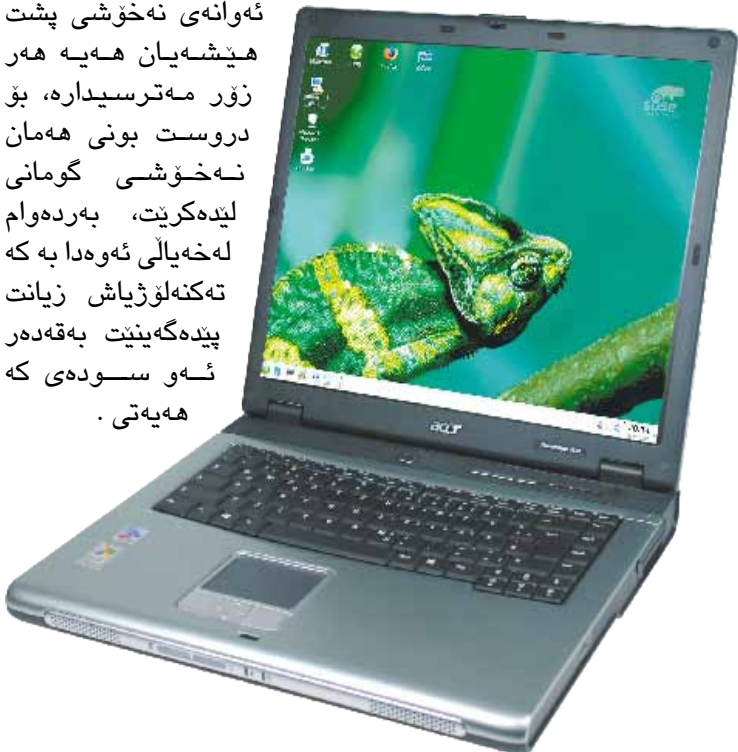 ئەوانەی نەخۆشی پشت
هێشەیان هەیە هەر
زۆر مەترسیدارە، بۆ
دروست بونی هەمان
نەخۆشی گومانی
لێدەکرێت، بەردەوام
لەخەیاڵی ئەوەدا بە کە
تەکنەلۆژیاش زیانت
پێدەگەینێت بەقەدەر
ئەو سودەی کە
هەیەتی .
SUSE
acer